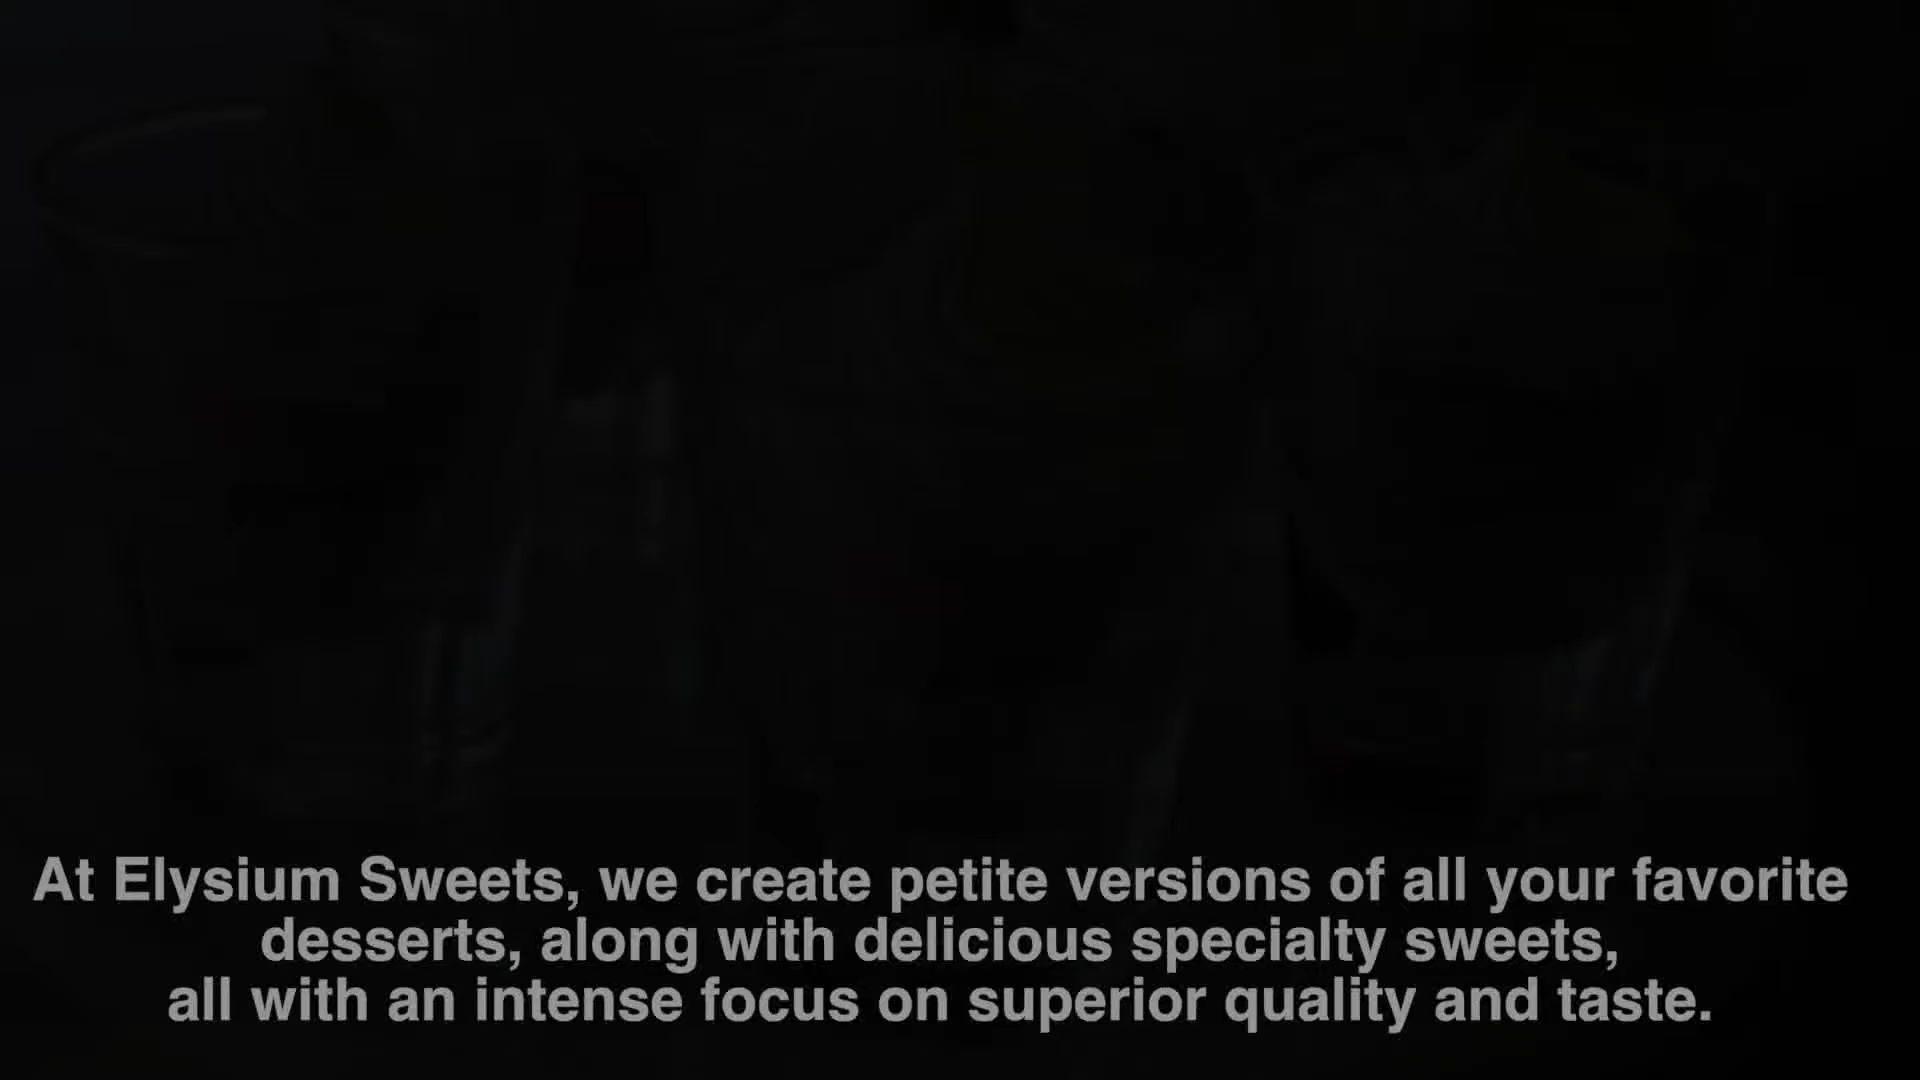 At Elysium Sweets, we create petite versions of all your favorite
desserts, along with delicious specialty sweets,
all with an intense focus on superior quality and taste.